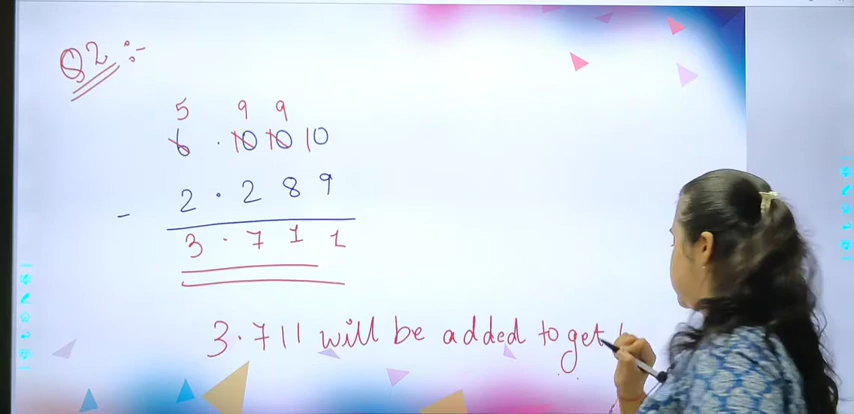 Q2 :-
5 9 9
6 . 10 10 10
- 2 . 2 8 9
3 . 7 1 1
3.711 will be added to get